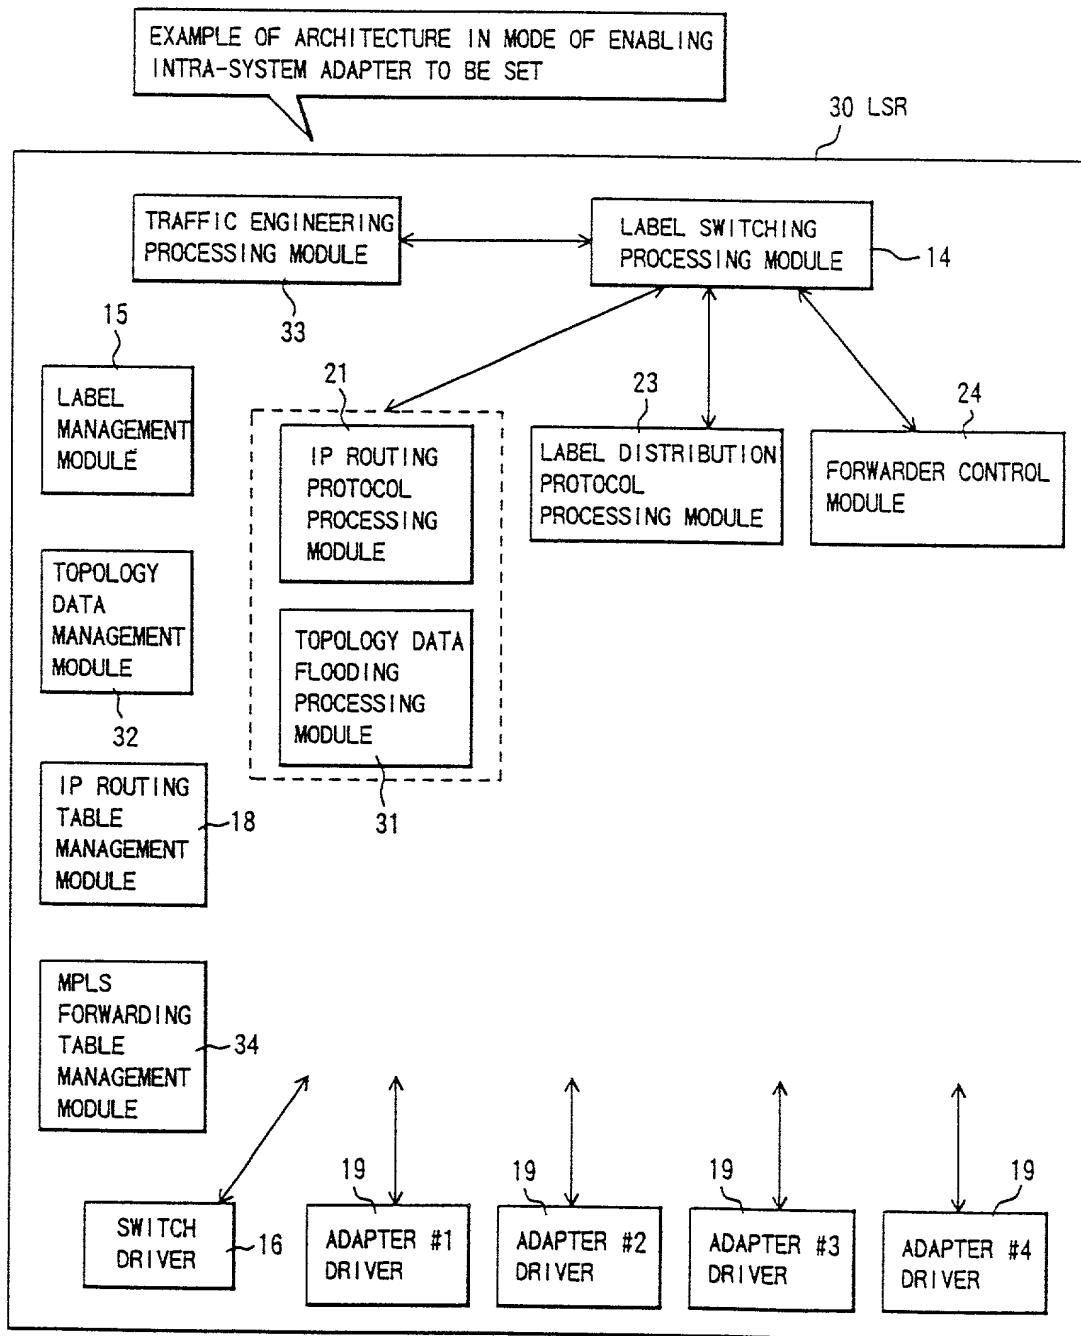 EXAMPLE OF ARCHITECTURE IN MODE OF ENABLING
INTRA-SYSTEM ADAPTER TO BE SET
30 LSR
TRAFFIC ENGINEERING
PROCESSING MODULE
33
LABEL SWITCHING
PROCESSING MODULE
14
15
LABEL
MANAGEMENT
MODULE
21
IP ROUTING
PROTOCOL
PROCESSING
MODULE
23
LABEL DISTRIBUTION
PROTOCOL
PROCESSING MODULE
24
FORWARDER CONTROL
MODULE
TOPOLOGY
DATA
MANAGEMENT
MODULE
32
TOPOLOGY DATA
FLOODING
PROCESSING
MODULE
31
IP ROUTING
TABLE
MANAGEMENT
MODULE
18
MPLS
FORWARDING
TABLE
MANAGEMENT
MODULE
34
SWITCH
DRIVER
16
19
ADAPTER #1
DRIVER
19
ADAPTER #2
DRIVER
19
ADAPTER #3
DRIVER
19
ADAPTER #4
DRIVER